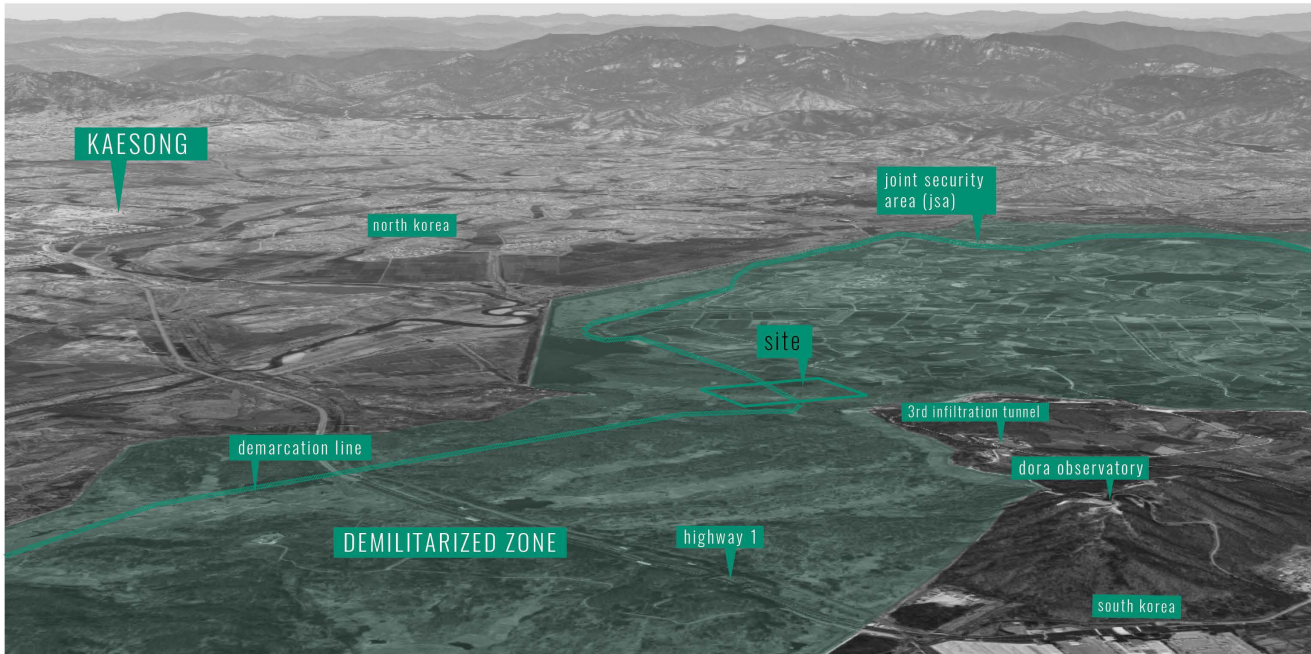 KAESONG
joint security
area (jsa)
north korea
site
3rd infiltration tunnel
demarcation line
dora observatory
DEMILITARIZED ZONE
highway 1
south korea